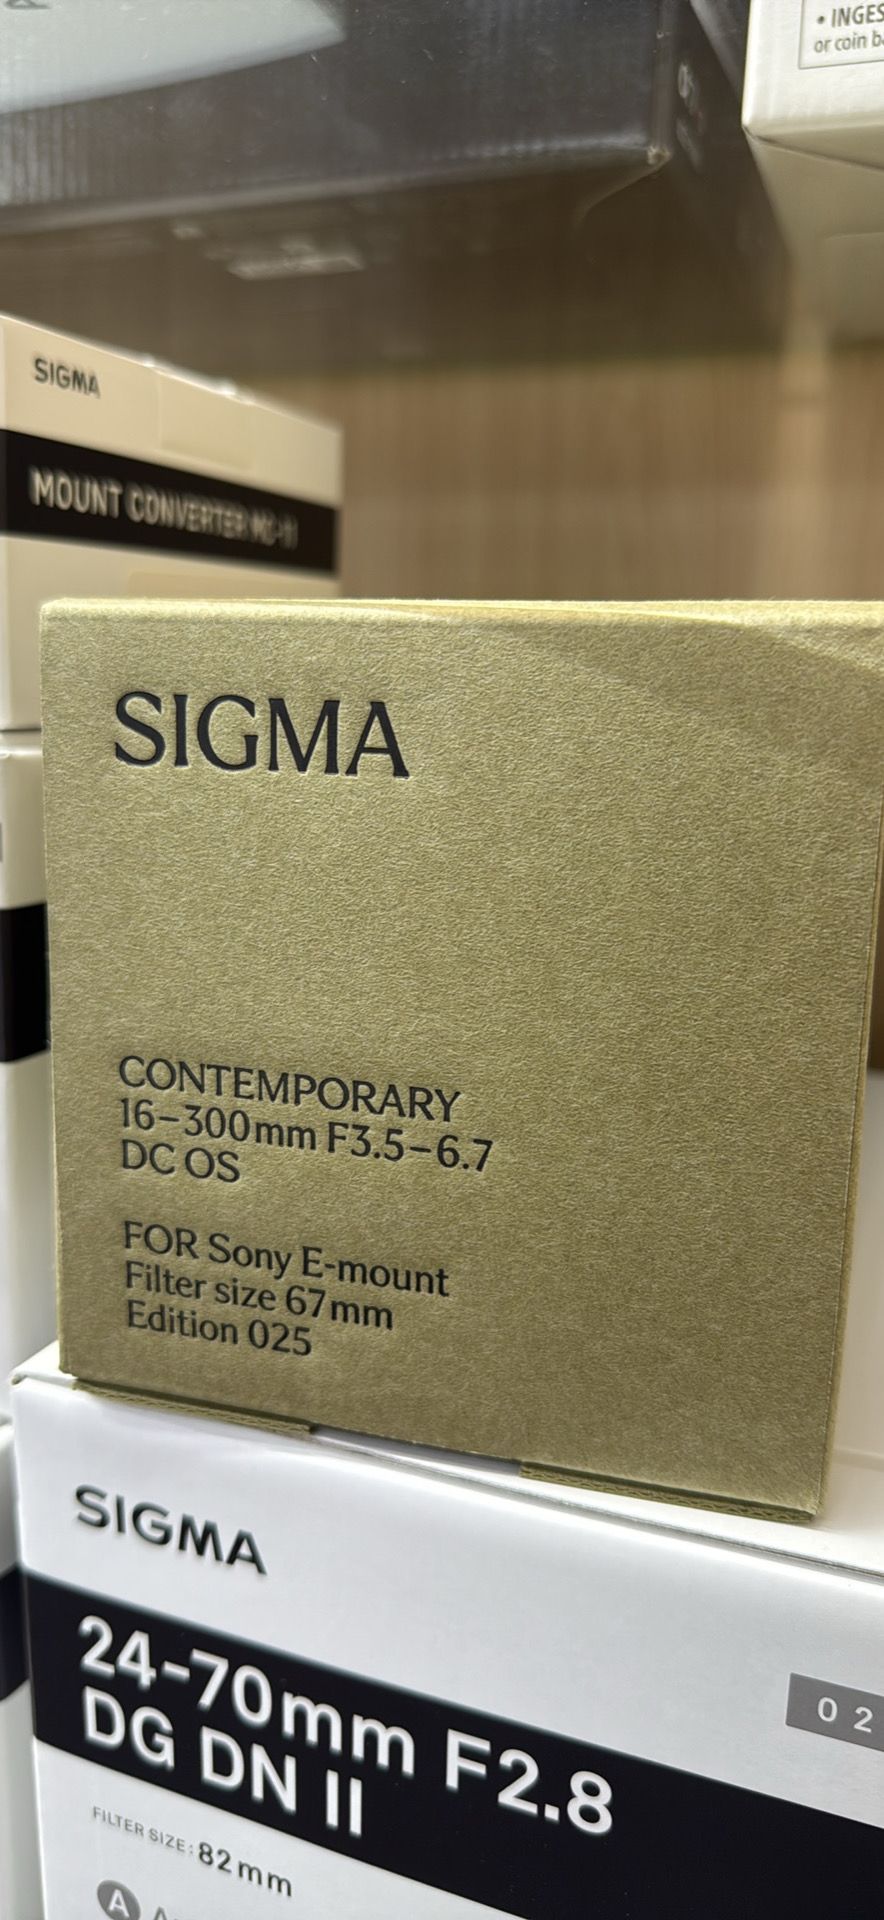 • INGES
or coin b
SIGMA
MOUNT CONVERTER MC-11
SIGMA
CONTEMPORARY
16–300mm F3.5–6.7
DC OS
FOR Sony E-mount
Filter size 67mm
Edition 025
SIGMA
24-70mm F2.8
DG DN II
02
FILTER SIZE: 82mm
A